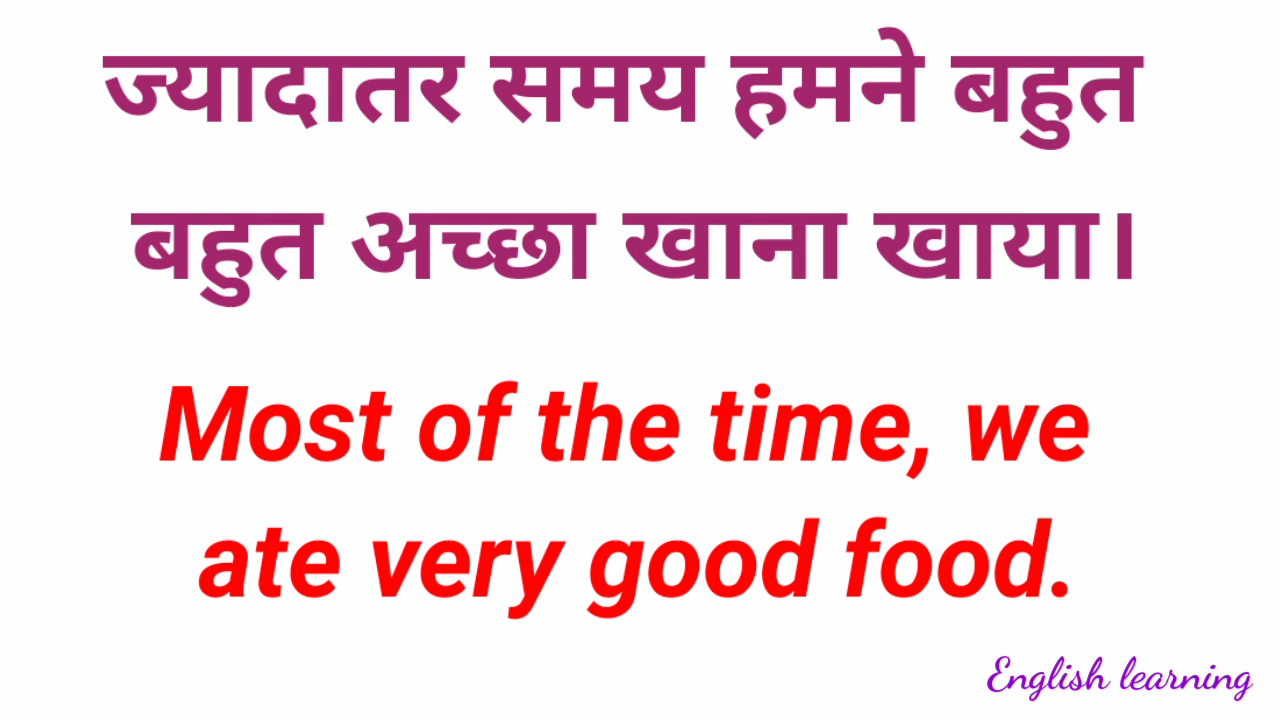 ज्यादातर समय हमने बहुत
बहुत अच्छा खाना खाया।
Most of the time, we
ate very good food.
English learning